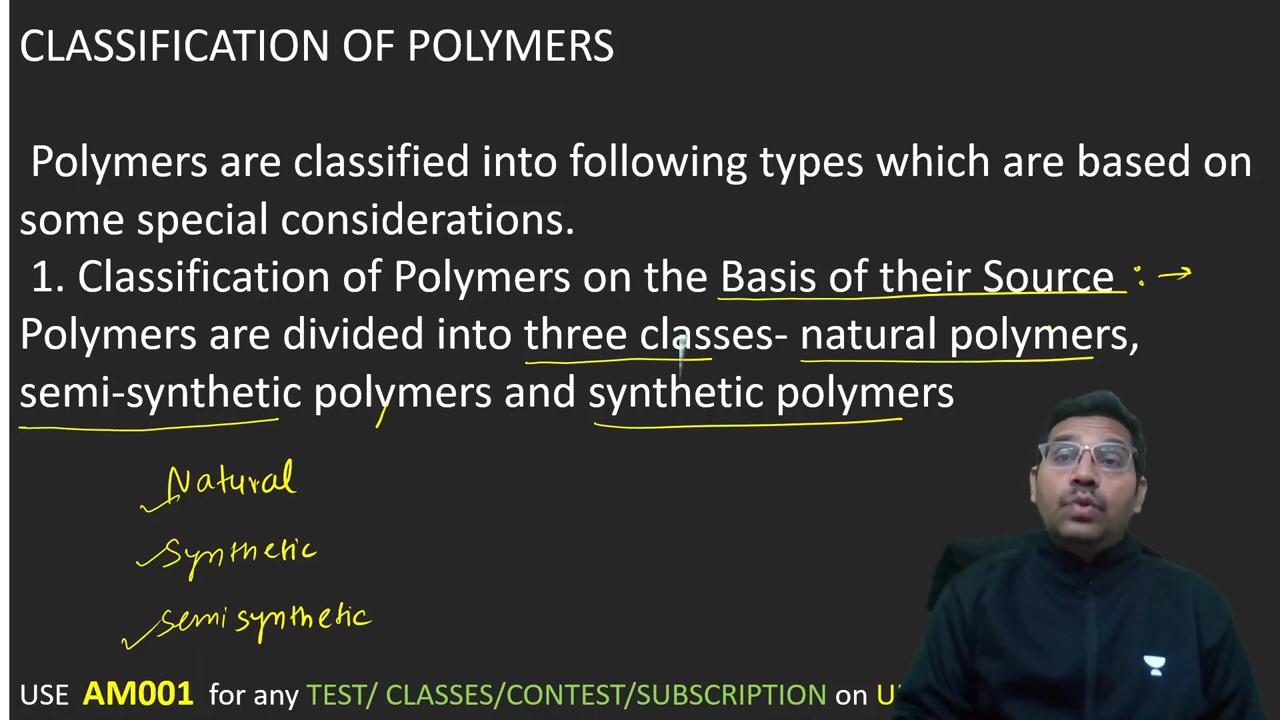 CLASSIFICATION OF POLYMERS
Polymers are classified into following types which are based on
some special considerations.
1. Classification of Polymers on the Basis of their Source : →
Polymers are divided into three classes- natural polymers,
semi-synthetic polymers and synthetic polymers
Natural
Synthetic
Semi synthetic
USE AM001 for any TEST/ CLASSES/CONTEST/SUBSCRIPTION on